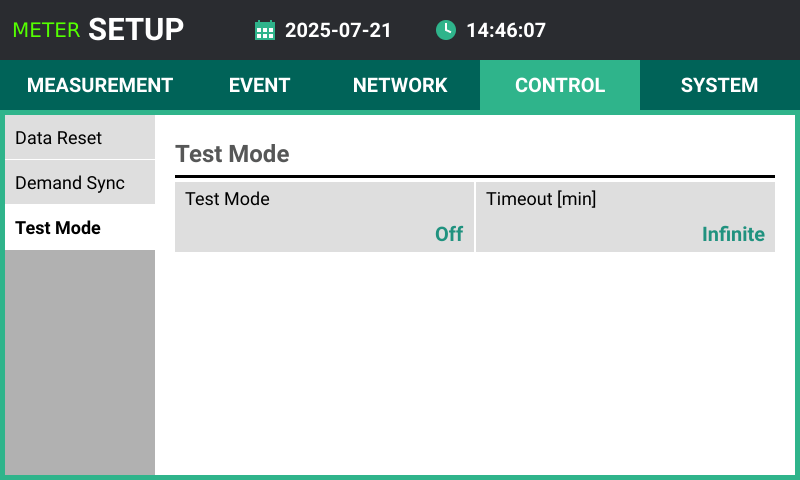 METER SETUP 2025-07-21 14:46:07
MEASUREMENT EVENT NETWORK CONTROL SYSTEM
Data Reset
Demand Sync
Test Mode
Test Mode
Test Mode Timeout [min]
Off Infinite